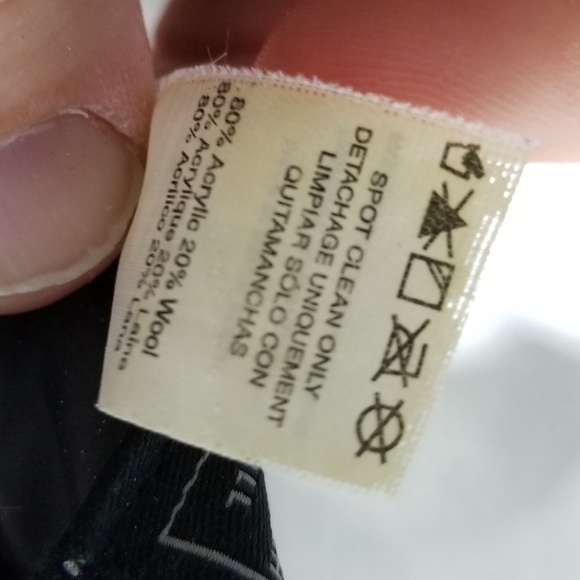 80% Acrylic 20% Wool
80% Acrylique 20% Laine
80% Acrílico 20% Lana
SPOT CLEAN ONLY
DETACHAGE UNIQUEMENT
LIMPIAR SÓLO CON
QUITAMANCHAS